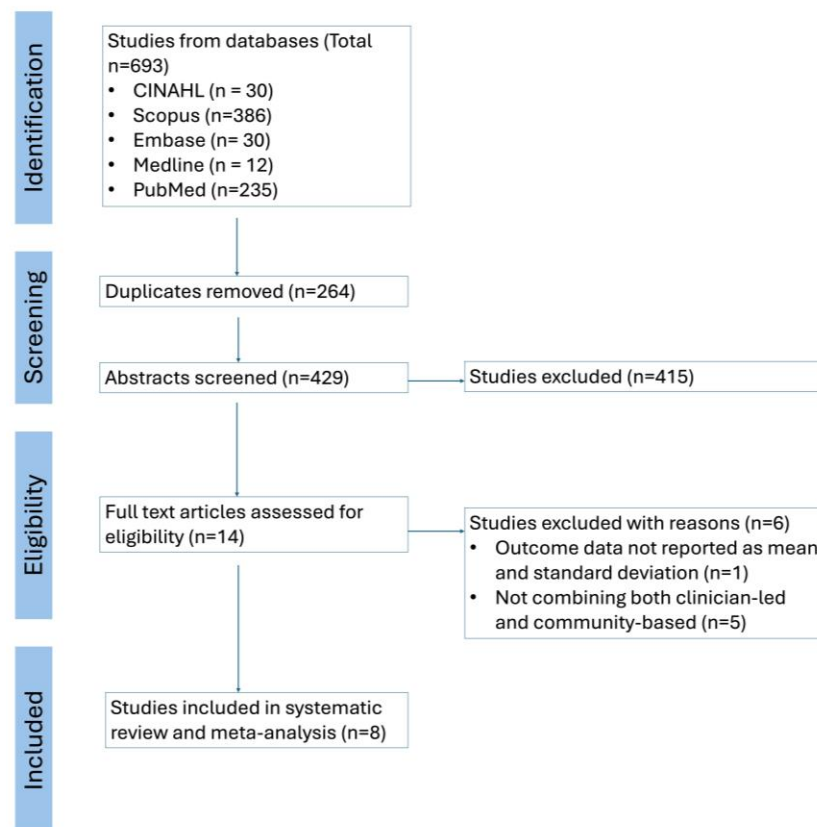 Identification
Studies from databases (Total
n=693)
• CINAHL (n = 30)
• Scopus (n=386)
• Embase (n= 30)
• Medline (n = 12)
• PubMed (n=235)
Screening
Duplicates removed (n=264)
Abstracts screened (n=429)
Studies excluded (n=415)
Eligibility
Full text articles assessed for
eligibility (n=14)
Studies excluded with reasons (n=6)
• Outcome data not reported as mean
and standard deviation (n=1)
• Not combining both clinician-led
and community-based (n=5)
Included
Studies included in systematic
review and meta-analysis (n=8)